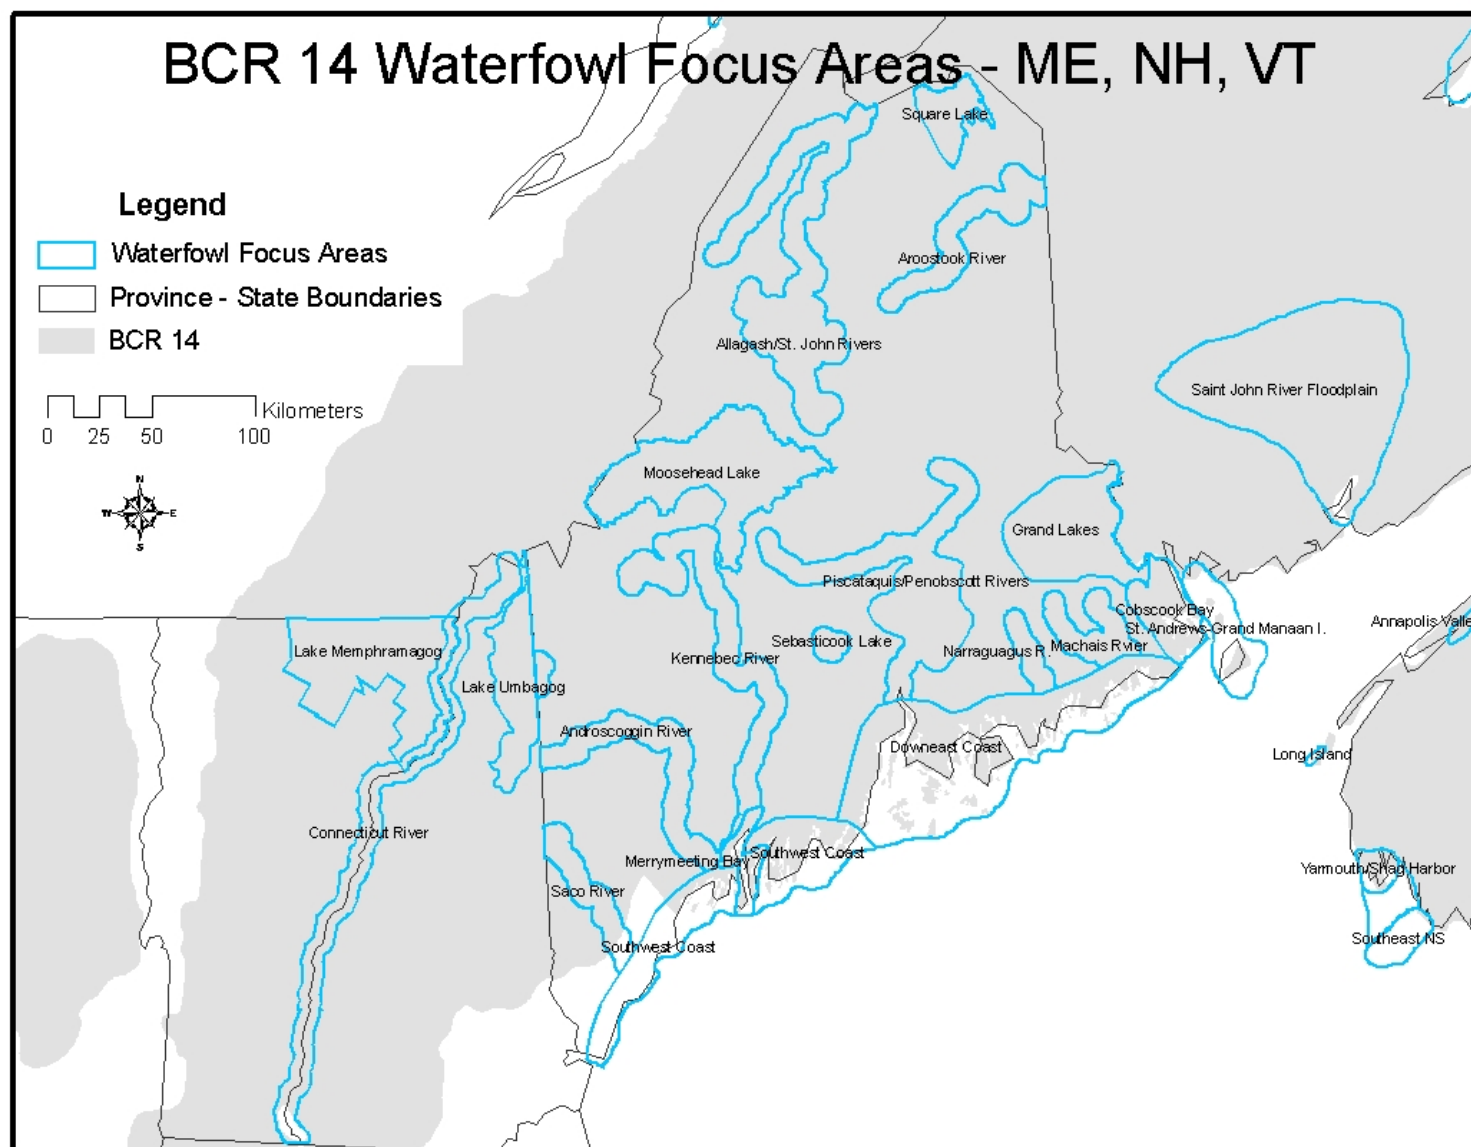 BCR 14 Waterfowl Focus Areas - ME, NH, VT
Square Lake
Legend
Waterfowl Focus Areas
Province - State Boundaries
BCR 14
Kilometers
0 25 50 100
N
W E
S
Aroostook River
Allagash/St. John Rivers
Saint John River Floodplain
Moosehead Lake
Grand Lakes
Piscataquis/Penobscott Rivers
Cobscook Bay
St. Andrews-Grand Manaan I.
Annapolis Valle
Sebasticook Lake
Narraguagus R.
Machais Rvier
Lake Memphramagog
Kennebec River
Lake Umbagog
Androscoggin River
Downeast Coast
Long Island
Connecticut River
Merrymeeting Bay
Southwest Coast
Yarmouth/Shag Harbor
Saco River
Southwest Coast
Southeast NS